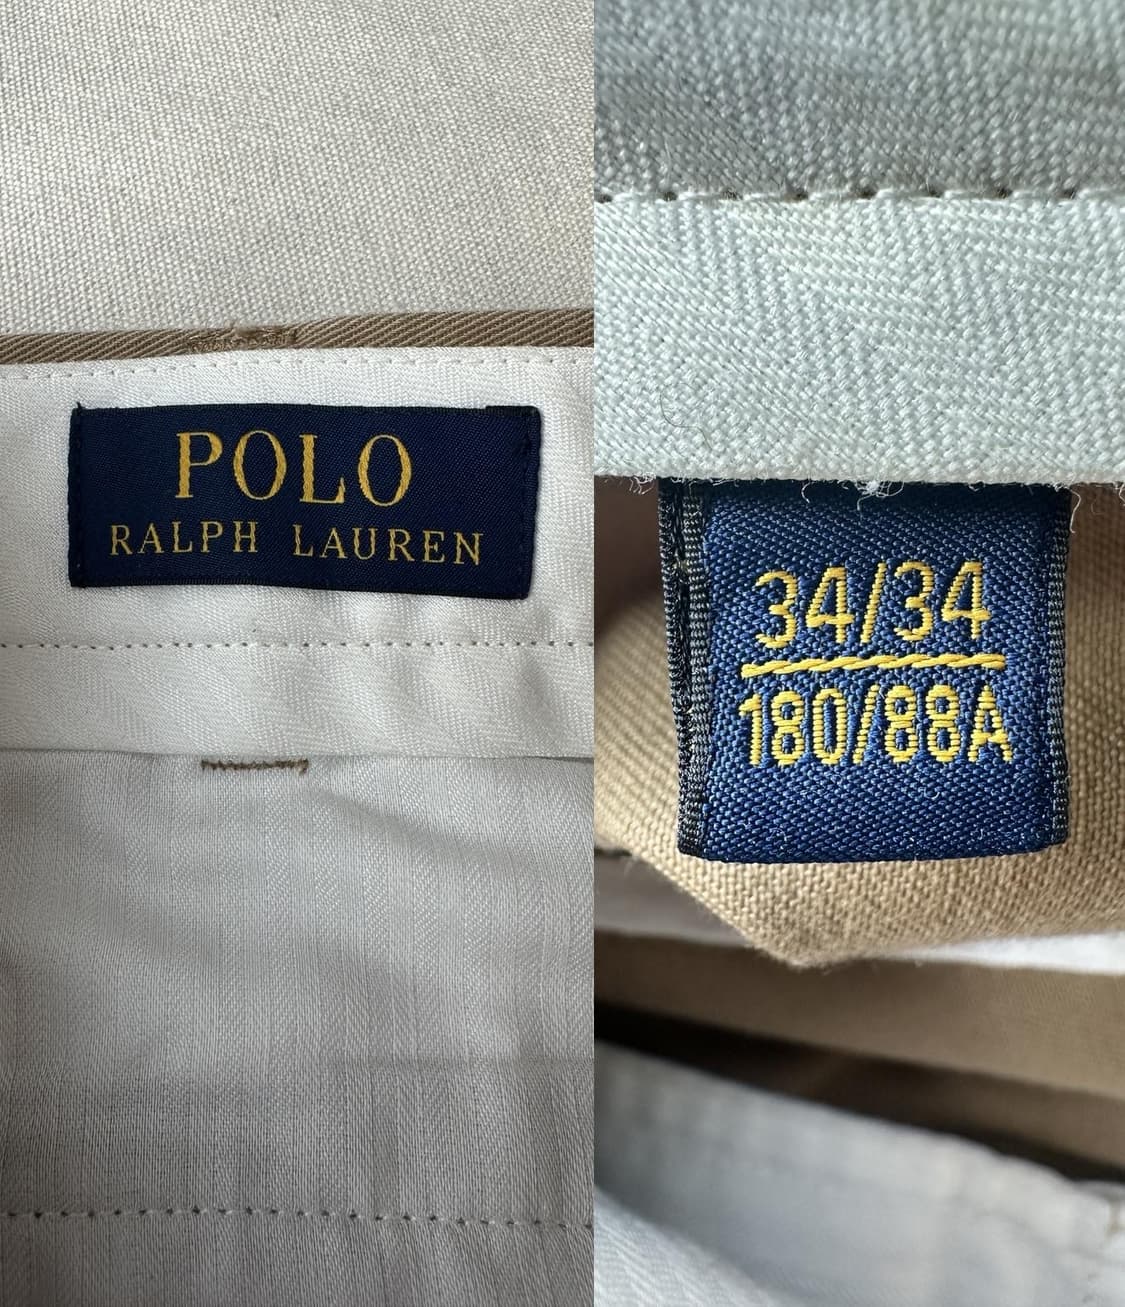 POLO
RALPH LAUREN
34/34
180/88A